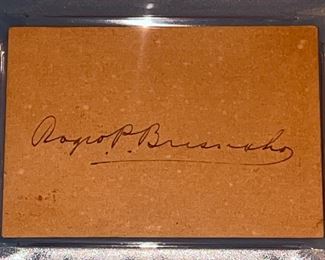 Roger P. Bresnahan